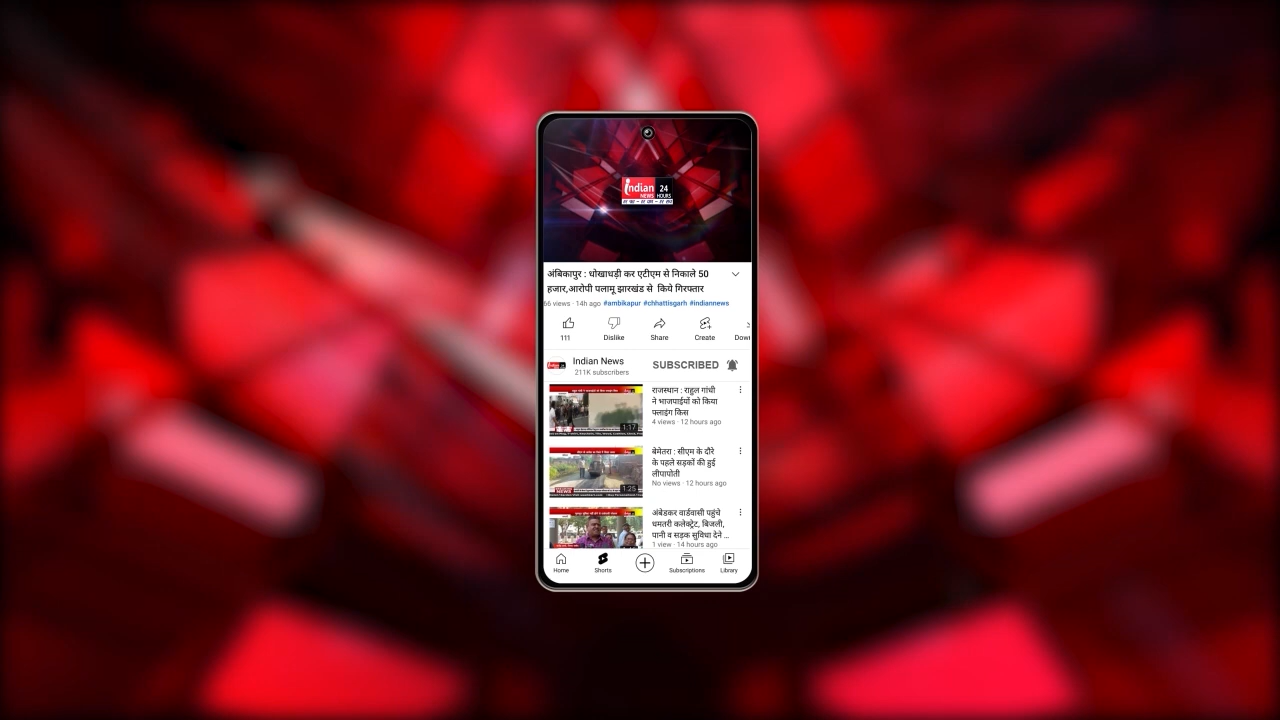 indian
NEWS
24
HOURS
अंबिकापुर : धोखाधड़ी कर एटीएम से निकाले 50
हजार,आरोपी पलामू झारखंड से किये गिरफ्तार
66 views · 14h ago #ambikapur #chhattisgarh #indiannews
111 Dislike Share Create
Indian News
211K subscribers
SUBSCRIBED
राजस्थान : राहुल गांधी
ने भाजपाईयों को किया
फ्लाइंग किस
4 views · 12 hours ago
1:17
बेमेतरा : सीएम के दौरे
के पहले सड़कों की हुई
लीपापोती
No views · 12 hours ago
1:25
अंबेडकर वार्डवासी पहुंचे
धमतरी कलेक्ट्रेट, बिजली,
पानी व सड़क सुविधा देने ...
1 view · 14 hours ago
Home Shorts Subscriptions Library